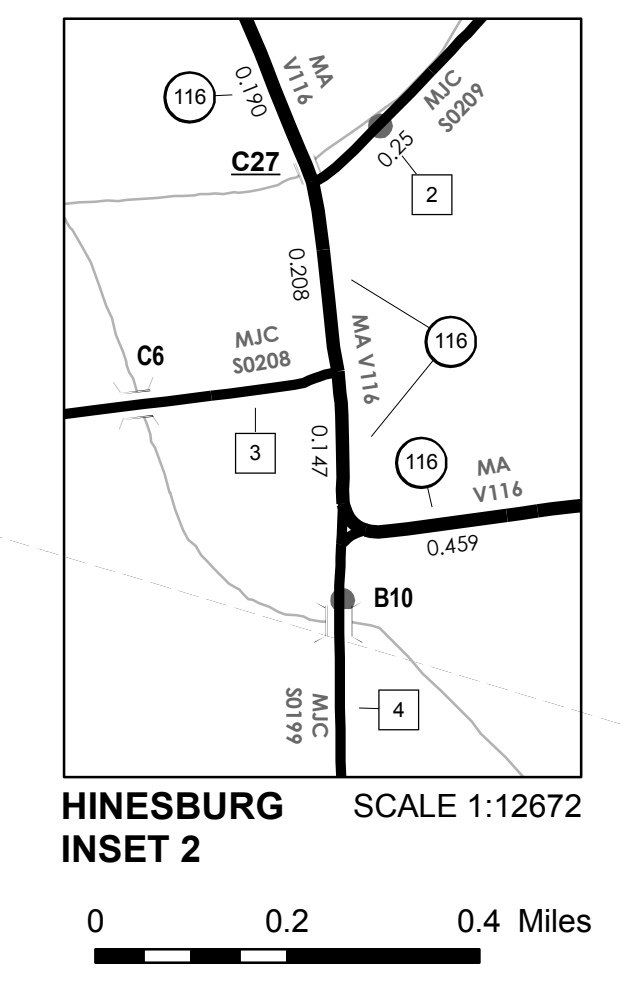 MA
V116
116
0.190
MJC
S0209
C27
0.25
2
0.208
116
MA V116
C6
MJC
S0208
3
0.147
116
MA
V116
0.459
B10
MJC
S0199
4
HINESBURG
INSET 2
SCALE 1:12672
0 0.2 0.4 Miles